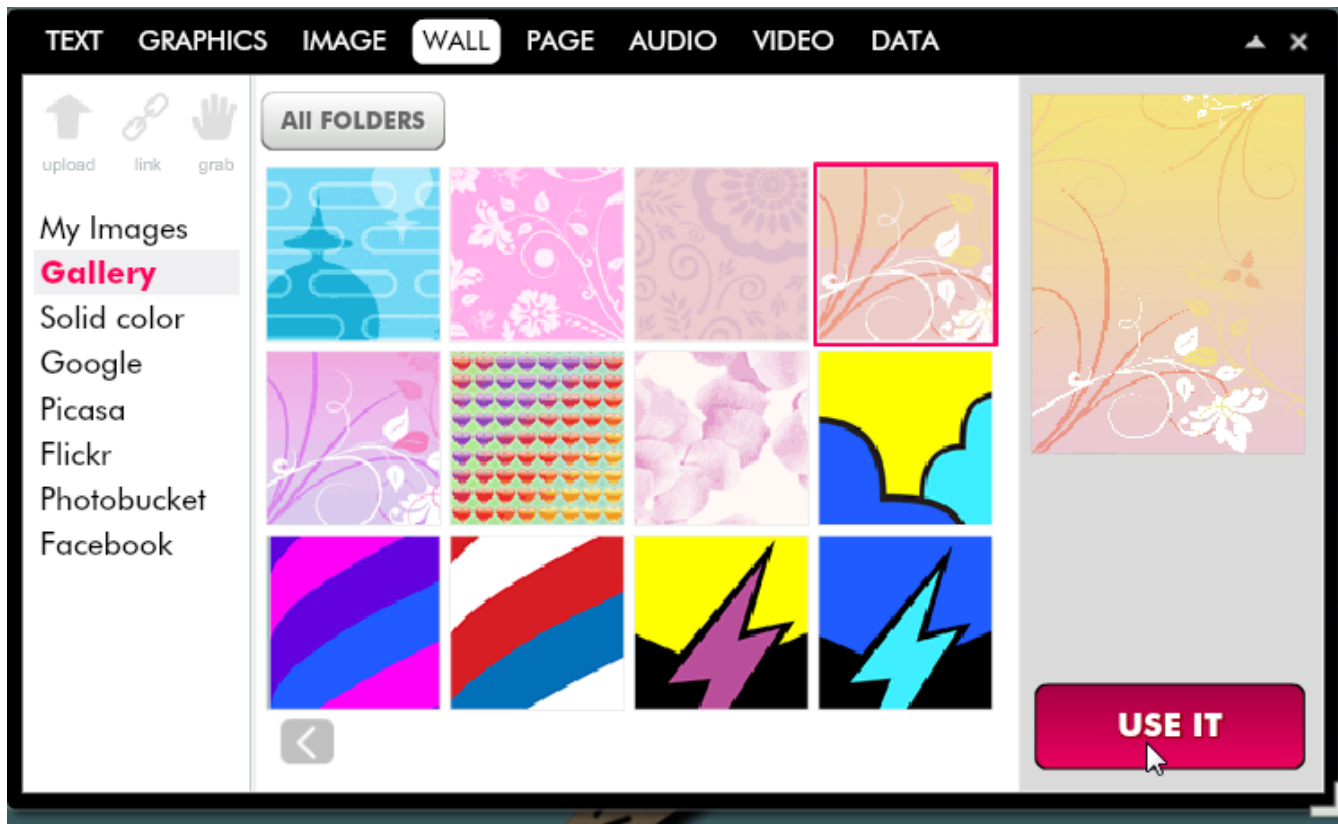 TEXT GRAPHICS IMAGE WALL PAGE AUDIO VIDEO DATA
upload link grab
All FOLDERS
My Images
Gallery
Solid color
Google
Picasa
Flickr
Photobucket
Facebook
USE IT